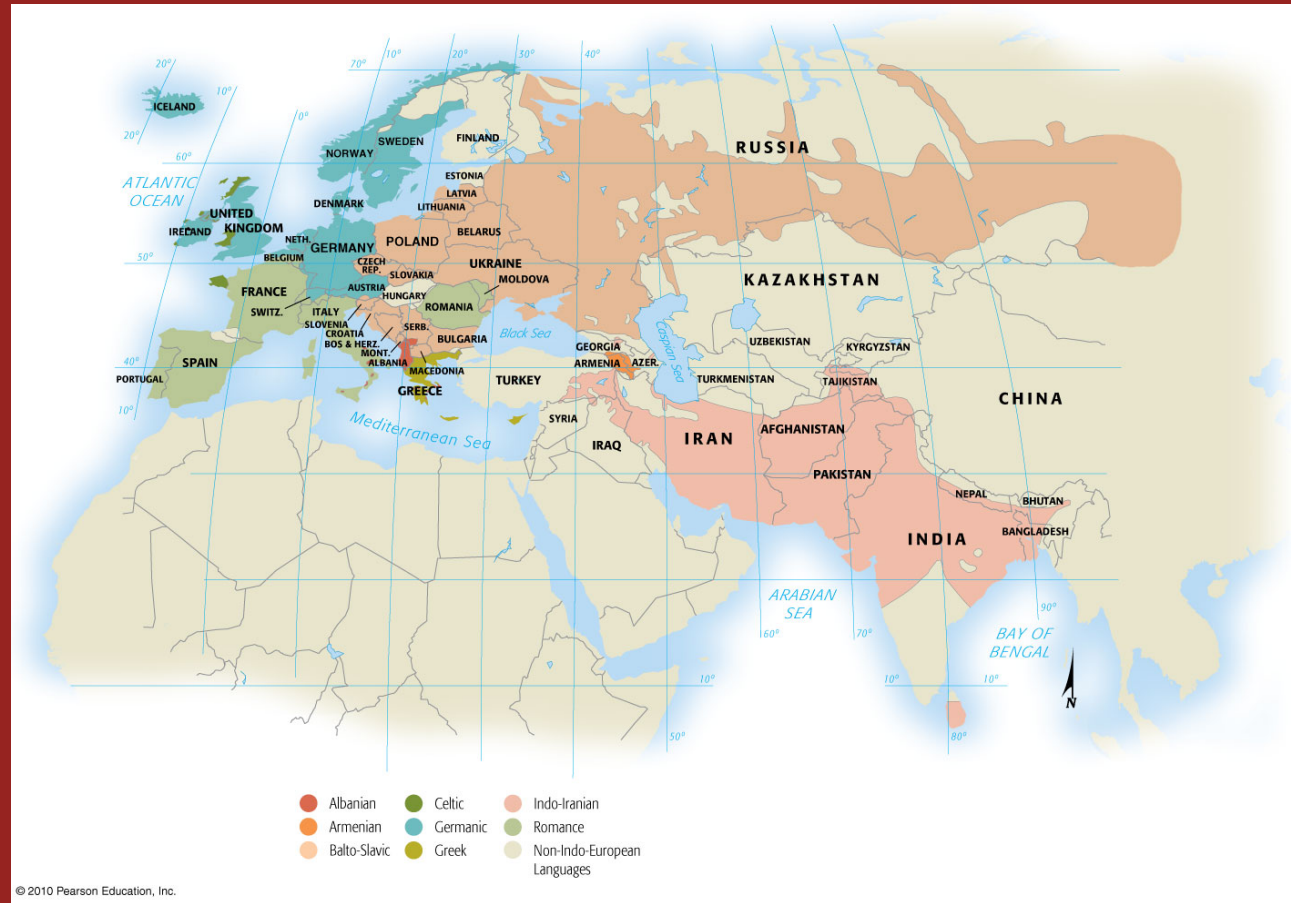 20°
10°
0°
70°
10°
20°
30°
40°
ICELAND
20°
60°
ATLANTIC
OCEAN
NORWAY
SWEDEN
FINLAND
RUSSIA
ESTONIA
LATVIA
LITHUANIA
DENMARK
UNITED
KINGDOM
IRELAND
NETH.
BELGIUM
GERMANY
POLAND
BELARUS
50°
CZECH
REP.
SLOVAKIA
UKRAINE
MOLDOVA
KAZAKHSTAN
FRANCE
SWITZ.
AUSTRIA
HUNGARY
ROMANIA
ITALY
SLOVENIA
CROATIA
BOS & HERZ.
SERB.
MONT.
ALBANIA
BULGARIA
MACEDONIA
Black Sea
Caspian Sea
GEORGIA
ARMENIA
AZER.
UZBEKISTAN
KYRGYZSTAN
TURKMENISTAN
TAJIKISTAN
CHINA
40°
PORTUGAL
SPAIN
10°
GREECE
TURKEY
Mediterranean Sea
SYRIA
IRAQ
IRAN
AFGHANISTAN
PAKISTAN
NEPAL
BHUTAN
BANGLADESH
INDIA
ARABIAN
SEA
60°
70°
90°
BAY OF
BENGAL
10°
10°
10°
N
50°
80°
Albanian
Armenian
Balto-Slavic
Celtic
Germanic
Greek
Indo-Iranian
Romance
Non-Indo-European
Languages
© 2010 Pearson Education, Inc.